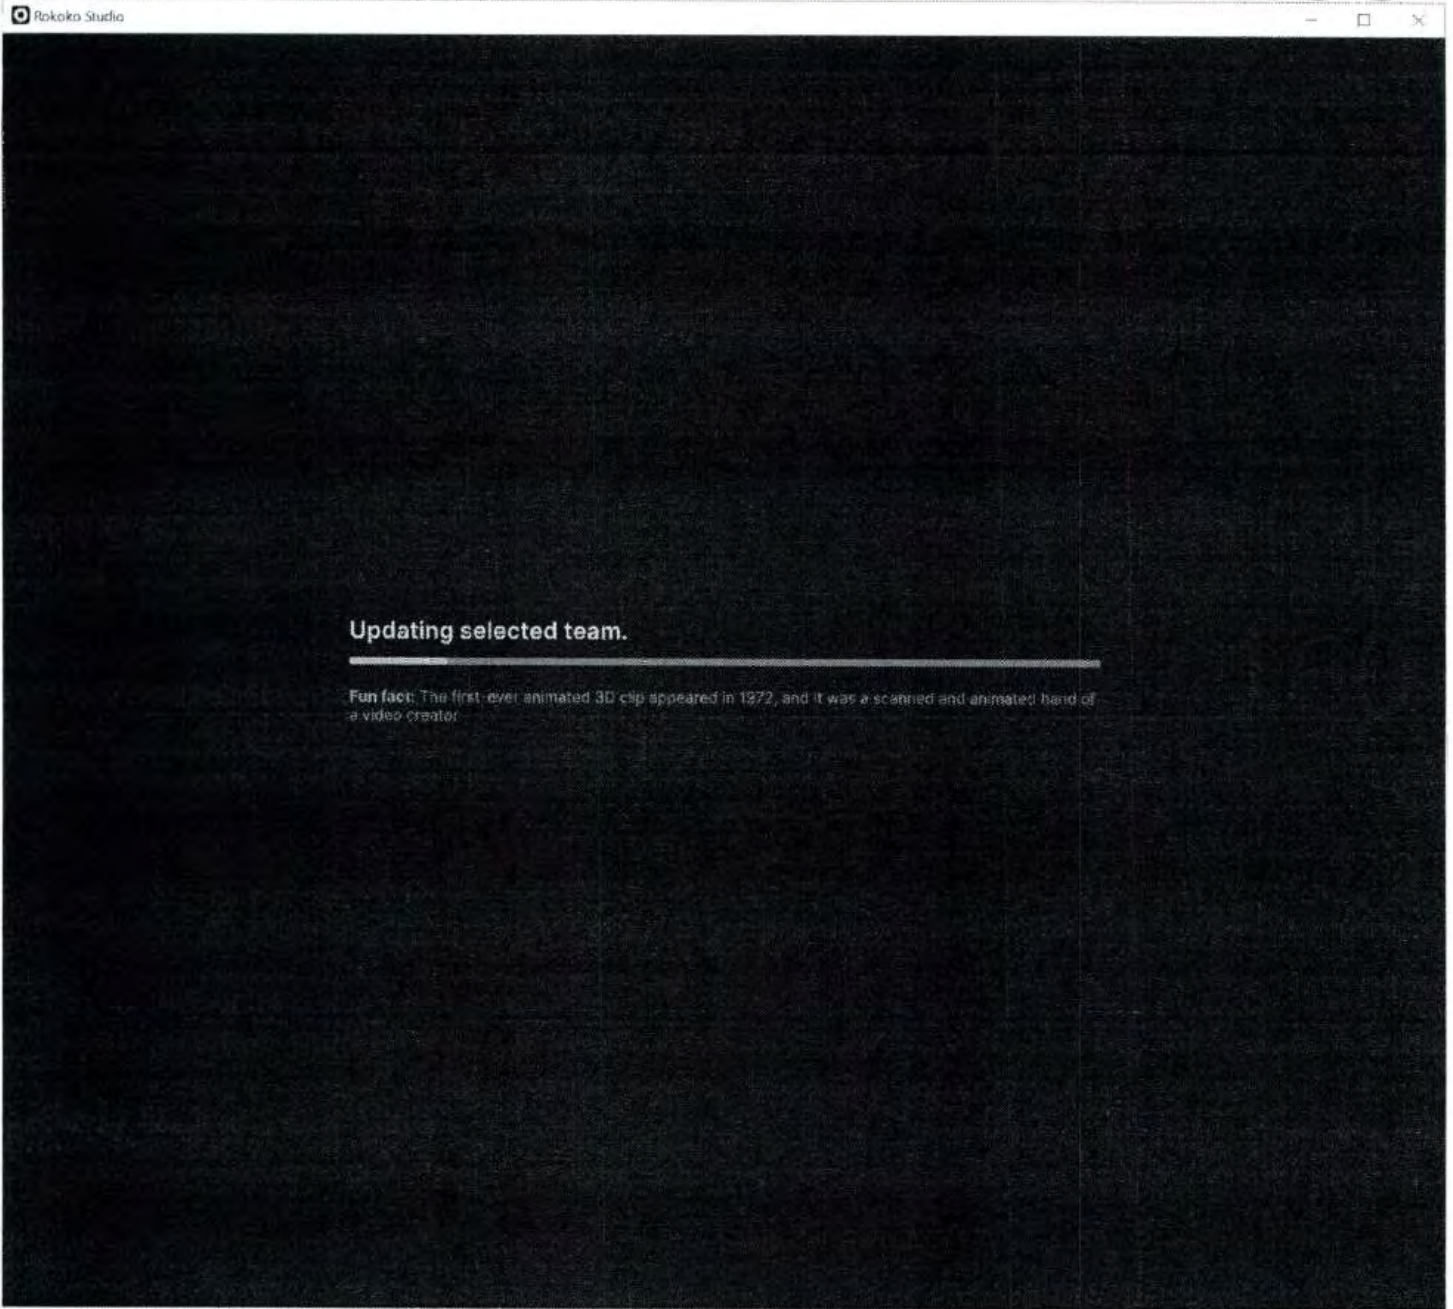 Rokoko Studio
Updating selected team.
Fun fact: The first-ever animated 3D clip appeared in 1972, and it was a scanned and animated hand of
a video creator